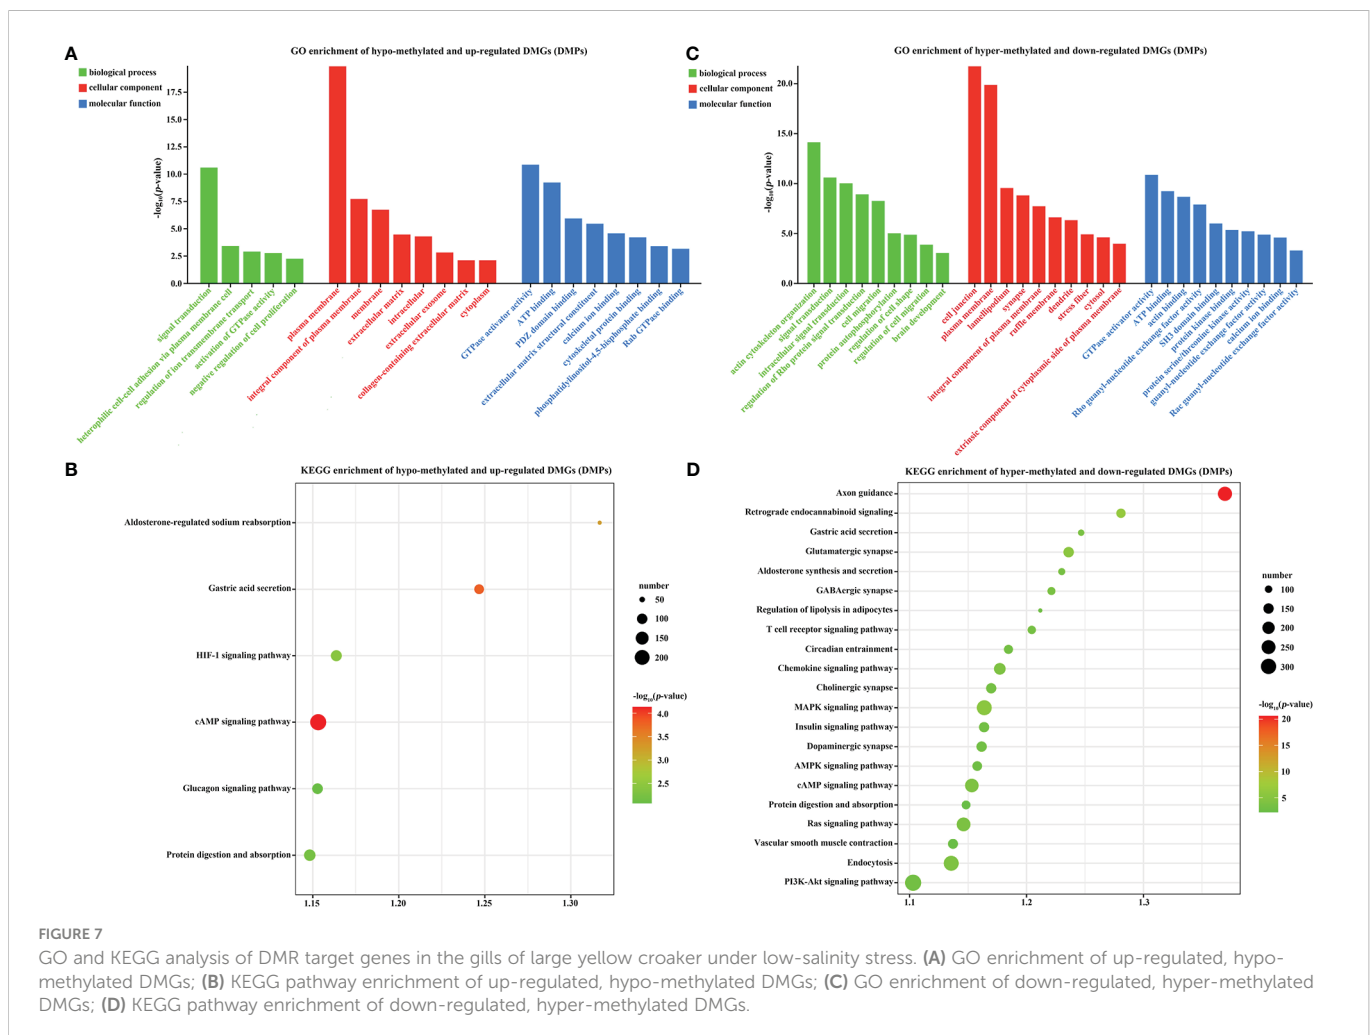 A
GO enrichment of hypo-methylated and up-regulated DMGs (DMPs)
biological process
cellular component
molecular function
-log₁₀(p-value)
17.5
15.0
12.5
10.0
7.5
5.0
2.5
0.0
signal transduction
heterophilic cell-cell adhesion via plasma membrane cell
regulation of ion transmembrane transport
activation of GTPase activity
negative regulation of cell proliferation
plasma membrane
integral component of plasma membrane
membrane
extracellular matrix
intracellular
extracellular exosome
collagen-containing extracellular matrix
cytoplasm
GTPase activator activity
ATP binding
PDZ domain binding
extracellular matrix structural constituent
calcium ion binding
cytoskeletal protein binding
phosphatidylinositol-4,5-bisphosphate binding
Rab GTPase binding
C
GO enrichment of hyper-methylated and down-regulated DMGs (DMPs)
biological process
cellular component
molecular function
-log₁₀(p-value)
20.0
15.0
10.0
5.0
0.0
actin cytoskeleton organization
signal transduction
intracellular signal transduction
regulation of Rho protein signal transduction
cell migration
protein autophosphorylation
regulation of cell shape
regulation of cell migration
brain development
cell junction
plasma membrane
lamellipodium
synapse
integral component of plasma membrane
ruffle membrane
dendrite
stress fiber
cytosol
extrinsic component of cytoplasmic side of plasma membrane
GTPase activator activity
ATP binding
actin binding
Rho guanyl-nucleotide exchange factor activity
SH3 domain binding
protein kinase binding
protein serine/threonine kinase activity
guanyl-nucleotide exchange factor activity
calcium ion binding
Rac guanyl-nucleotide exchange factor activity
B
KEGG enrichment of hypo-methylated and up-regulated DMGs (DMPs)
Aldosterone-regulated sodium reabsorption
Gastric acid secretion
HIF-1 signaling pathway
cAMP signaling pathway
Glucagon signaling pathway
Protein digestion and absorption
1.15
1.20
1.25
1.30
number
50
100
150
200
-log₁₀(p-value)
4.0
3.5
3.0
2.5
D
KEGG enrichment of hyper-methylated and down-regulated DMGs (DMPs)
Axon guidance
Retrograde endocannabinoid signaling
Gastric acid secretion
Glutamatergic synapse
Aldosterone synthesis and secretion
GABAergic synapse
Regulation of lipolysis in adipocytes
T cell receptor signaling pathway
Circadian entrainment
Chemokine signaling pathway
Cholinergic synapse
MAPK signaling pathway
Insulin signaling pathway
Dopaminergic synapse
AMPK signaling pathway
cAMP signaling pathway
Protein digestion and absorption
Ras signaling pathway
Vascular smooth muscle contraction
Endocytosis
PI3K-Akt signaling pathway
1.1
1.2
1.3
number
100
150
200
250
300
-log₁₀(p-value)
20
15
10
5
FIGURE 7
GO and KEGG analysis of DMR target genes in the gills of large yellow croaker under low-salinity stress. (A) GO enrichment of up-regulated, hypo-
methylated DMGs; (B) KEGG pathway enrichment of up-regulated, hypo-methylated DMGs; (C) GO enrichment of down-regulated, hyper-methylated
DMGs; (D) KEGG pathway enrichment of down-regulated, hyper-methylated DMGs.